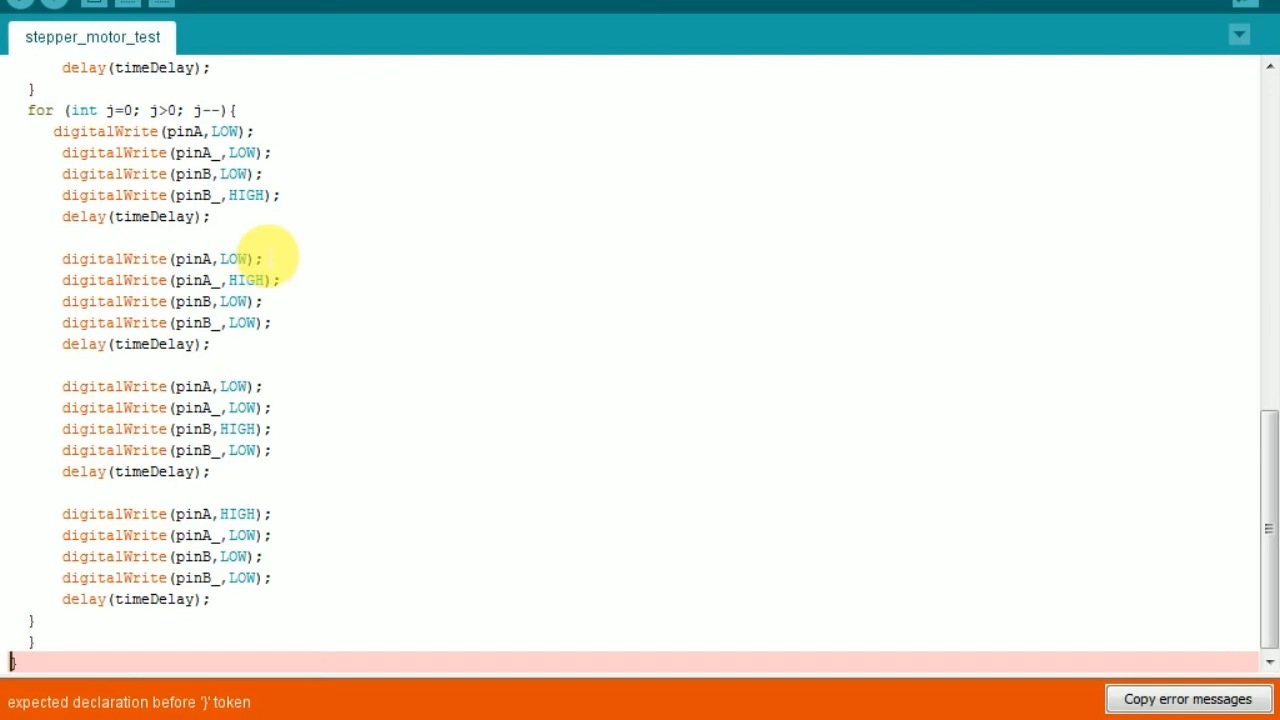 stepper_motor_test
delay(timeDelay);
}
for (int j=0; j>0; j--){
digitalWrite(pinA,LOW);
digitalWrite(pinA_,LOW);
digitalWrite(pinB,LOW);
digitalWrite(pinB_,HIGH);
delay(timeDelay);
digitalWrite(pinA,LOW);
digitalWrite(pinA_,HIGH);
digitalWrite(pinB,LOW);
digitalWrite(pinB_,LOW);
delay(timeDelay);
digitalWrite(pinA,LOW);
digitalWrite(pinA_,LOW);
digitalWrite(pinB,HIGH);
digitalWrite(pinB_,LOW);
delay(timeDelay);
digitalWrite(pinA,HIGH);
digitalWrite(pinA_,LOW);
digitalWrite(pinB,LOW);
digitalWrite(pinB_,LOW);
delay(timeDelay);
}
}
}
expected declaration before '}' token
Copy error messages